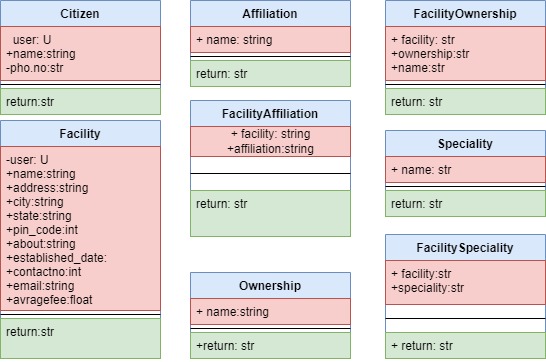 Citizen
user: U
+name:string
-pho.no:str
return:str
Facility
-user: U
+name:string
+address:string
+city:string
+state:string
+pin_code:int
+about:string
+established_date:
+contactno:int
+email:string
+avragefee:float
return:str
Affiliation
+ name: string
return: str
FacilityAffiliation
+ facility: string
+affiliation:string
return: str
Ownership
+ name:string
+return: str
FacilityOwnership
+ facility: str
+ownership:str
+name:str
return: str
Speciality
+ name: str
return: str
FacilitySpeciality
+ facility:str
+speciality:str
+ return: str